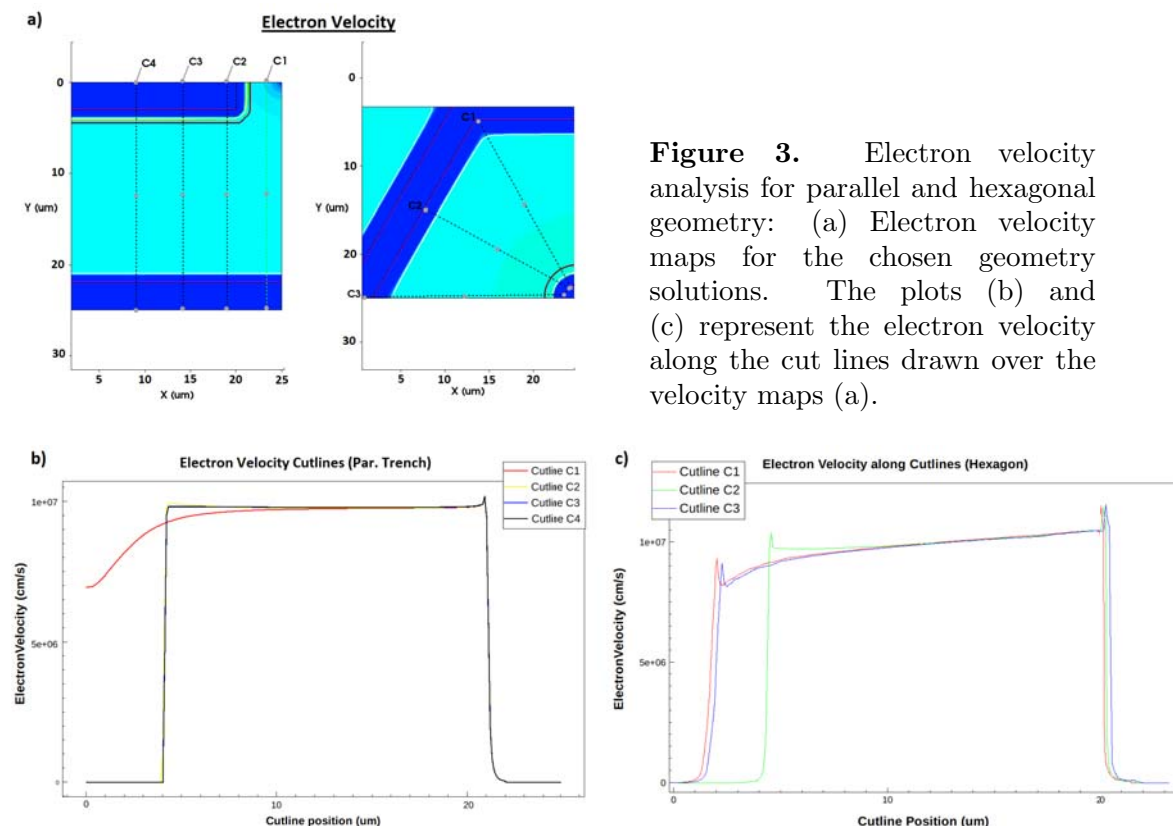 a)
Electron Velocity
C4 C3 C2 C1
0
10
Y (um)
20
30
5 10 15 20 25
X (um)
0
10
Y (um)
20
30
C1
C2
C3
5 10 15 20
X (um)
Figure 3. Electron velocity
analysis for parallel and hexagonal
geometry: (a) Electron velocity
maps for the chosen geometry
solutions. The plots (b) and
(c) represent the electron velocity
along the cut lines drawn over the
velocity maps (a).
b)
Electron Velocity Cutlines (Par. Trench)
Cutline C1
Cutline C2
Cutline C3
Cutline C4
1e+07
5e+06
0
ElectronVelocity (cm/s)
0 10 20
Cutline Position (um)
c)
Electron Velocity along Cutlines (Hexagon)
Cutline C1
Cutline C2
Cutline C3
1e+07
5e+06
0
ElectronVelocity (cm/s)
0 10 20
Cutline Position (um)